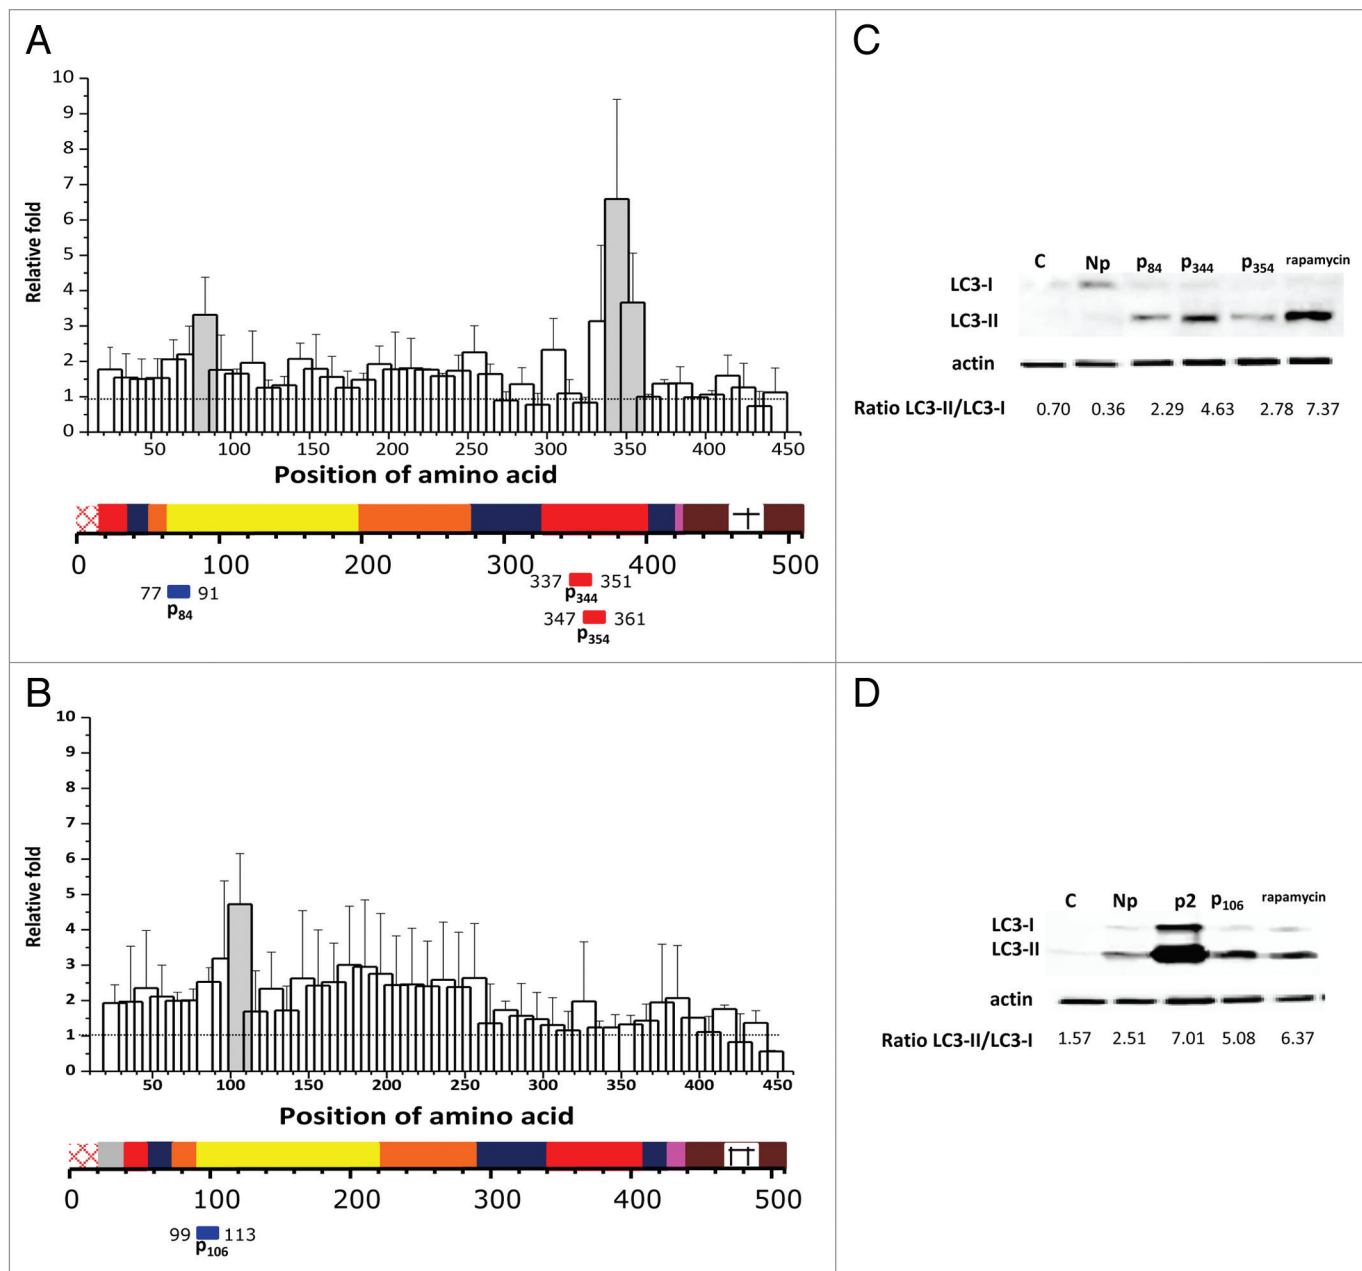 A
10
9
8
7
6
5
4
3
2
1
0
Relative fold
50 100 150 200 250 300 350 400 450
Position of amino acid
0 100 200 300 400 500
77 91
p84
337 351
p344
347 361
p354
B
10
9
8
7
6
5
4
3
2
1
0
Relative fold
50 100 150 200 250 300 350 400 450
Position of amino acid
0 100 200 300 400 500
99 113
p106
C
C Np p84 p344 p354 rapamycin
LC3-I
LC3-II
actin
Ratio LC3-II/LC3-I 0.70 0.36 2.29 4.63 2.78 7.37
D
C Np p2 p106 rapamycin
LC3-I
LC3-II
actin
Ratio LC3-II/LC3-I 1.57 2.51 7.01 5.08 6.37